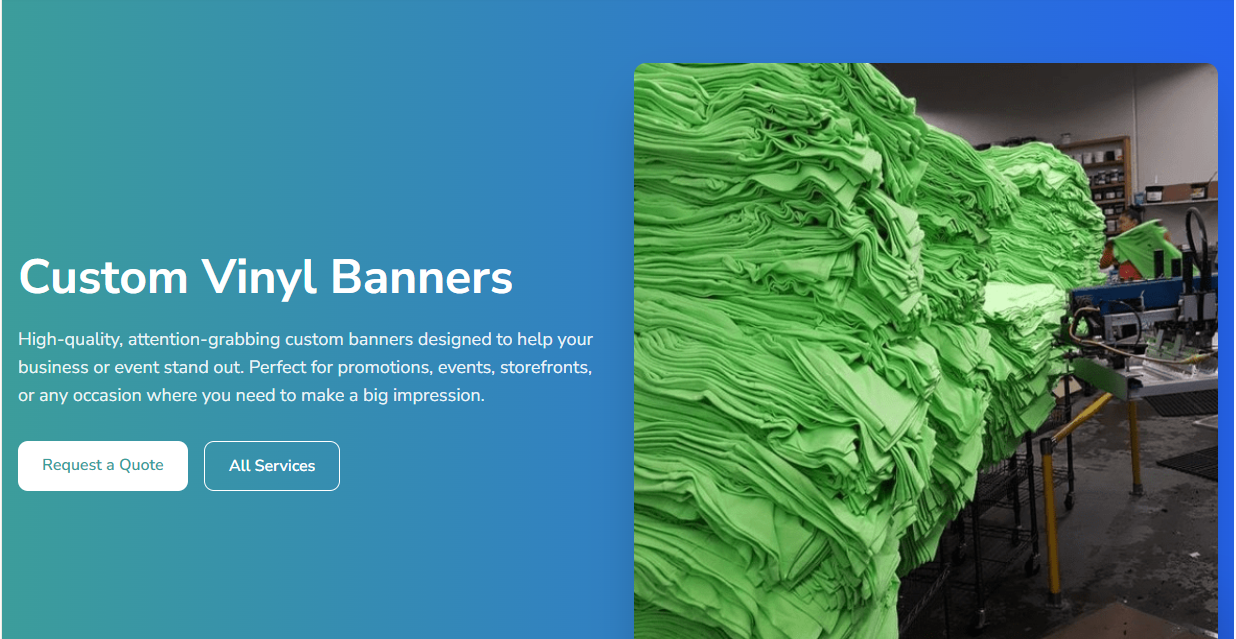 Custom Vinyl Banners
High-quality, attention-grabbing custom banners designed to help your
business or event stand out. Perfect for promotions, events, storefronts,
or any occasion where you need to make a big impression.
Request a Quote
All Services